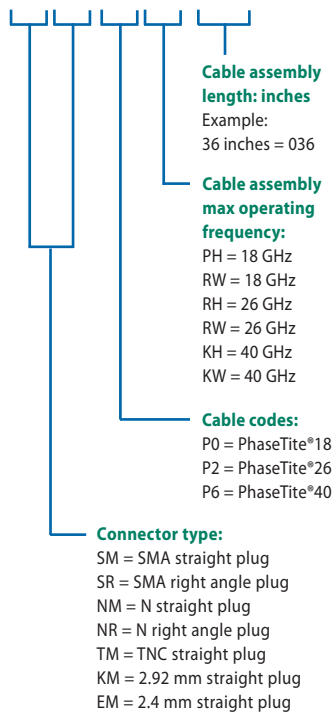 Cable assembly
length: inches
Example:
36 inches = 036
Cable assembly
max operating
frequency:
PH = 18 GHz
RW = 18 GHz
RH = 26 GHz
RW = 26 GHz
KH = 40 GHz
KW = 40 GHz
Cable codes:
P0 = PhaseTite®18
P2 = PhaseTite®26
P6 = PhaseTite®40
Connector type:
SM = SMA straight plug
SR = SMA right angle plug
NM = N straight plug
NR = N right angle plug
TM = TNC straight plug
KM = 2.92 mm straight plug
EM = 2.4 mm straight plug